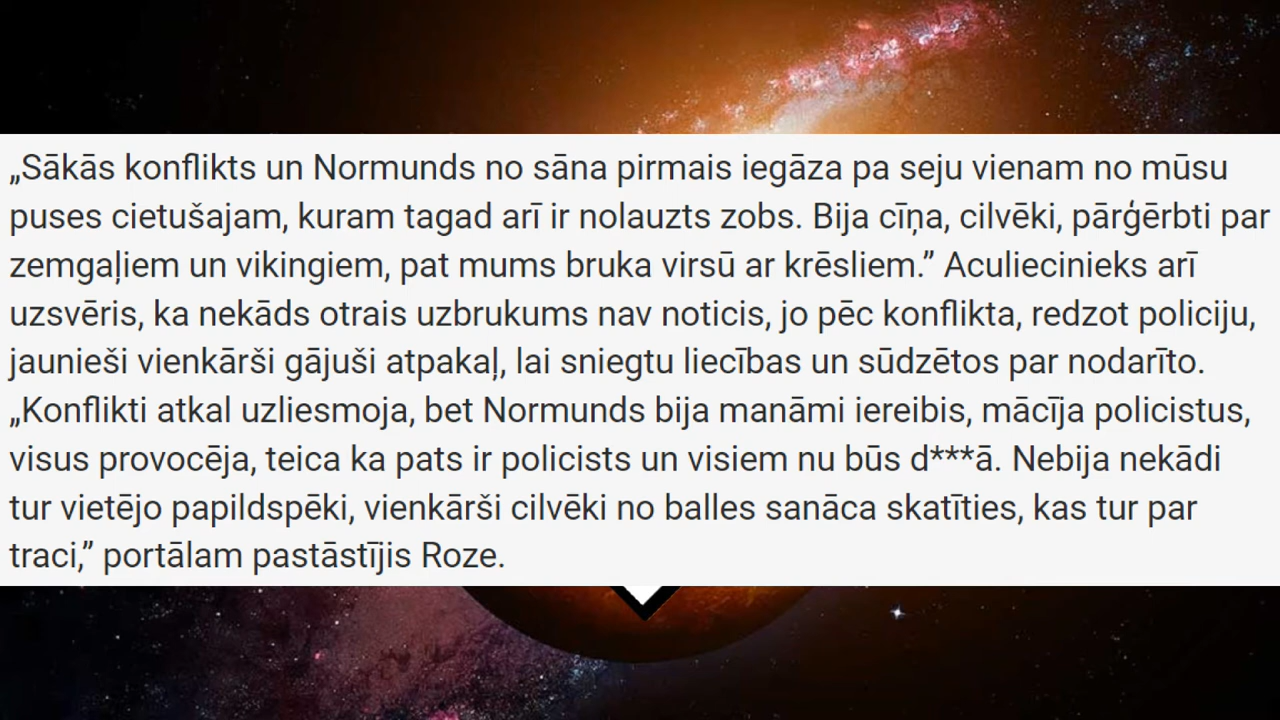 „Sākās konflikts un Normunds no sāna pirmais iegāza pa seju vienam no mūsu
puses cietušajam, kuram tagad arī ir nolauzts zobs. Bija cīņa, cilvēki, pārģērbti par
zemgaļiem un vikingiem, pat mums bruka virsū ar krēsliem.” Aculiecinieks arī
uzsvēris, ka nekāds otrais uzbrukums nav noticis, jo pēc konflikta, redzot policiju,
jaunieši vienkārši gājuši atpakaļ, lai sniegtu liecības un sūdzētos par nodarīto.
„Konflikti atkal uzliesmoja, bet Normunds bija manāmi iereibis, mācīja policistus,
visus provocēja, teica ka pats ir policists un visiem nu būs d***ā. Nebija nekādi
tur vietējo papildspēki, vienkārši cilvēki no balles sanāca skatīties, kas tur par
traci,” portālam pastāstījis Roze.